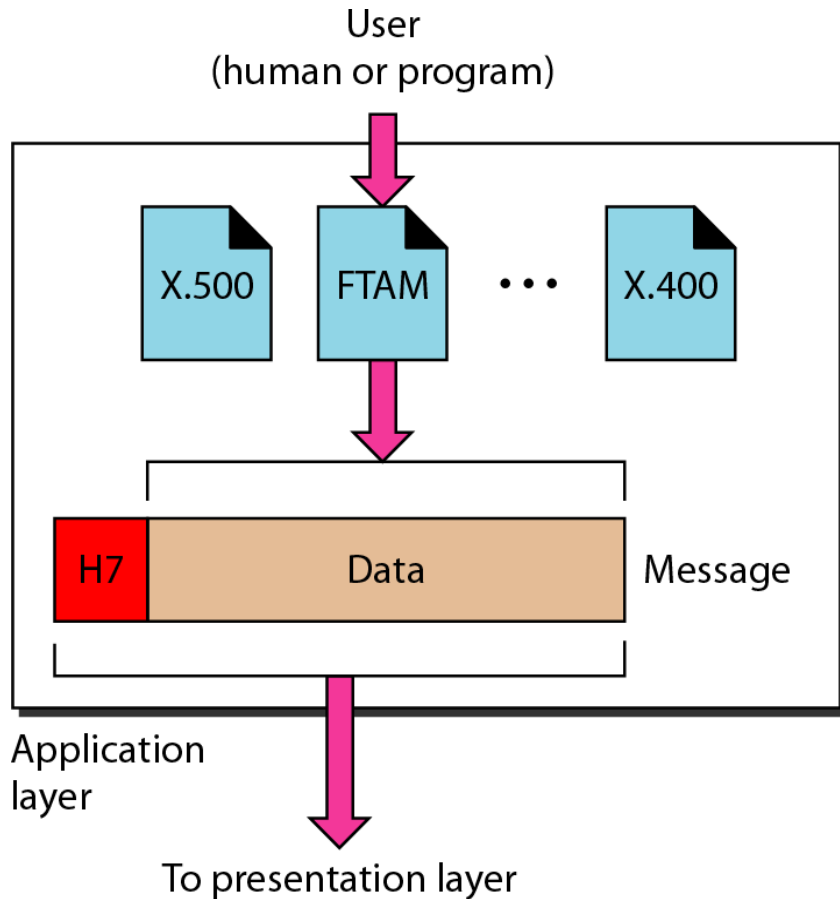 User
(human or program)
X.500
FTAM
...
X.400
H7
Data
Message
Application
layer
To presentation layer